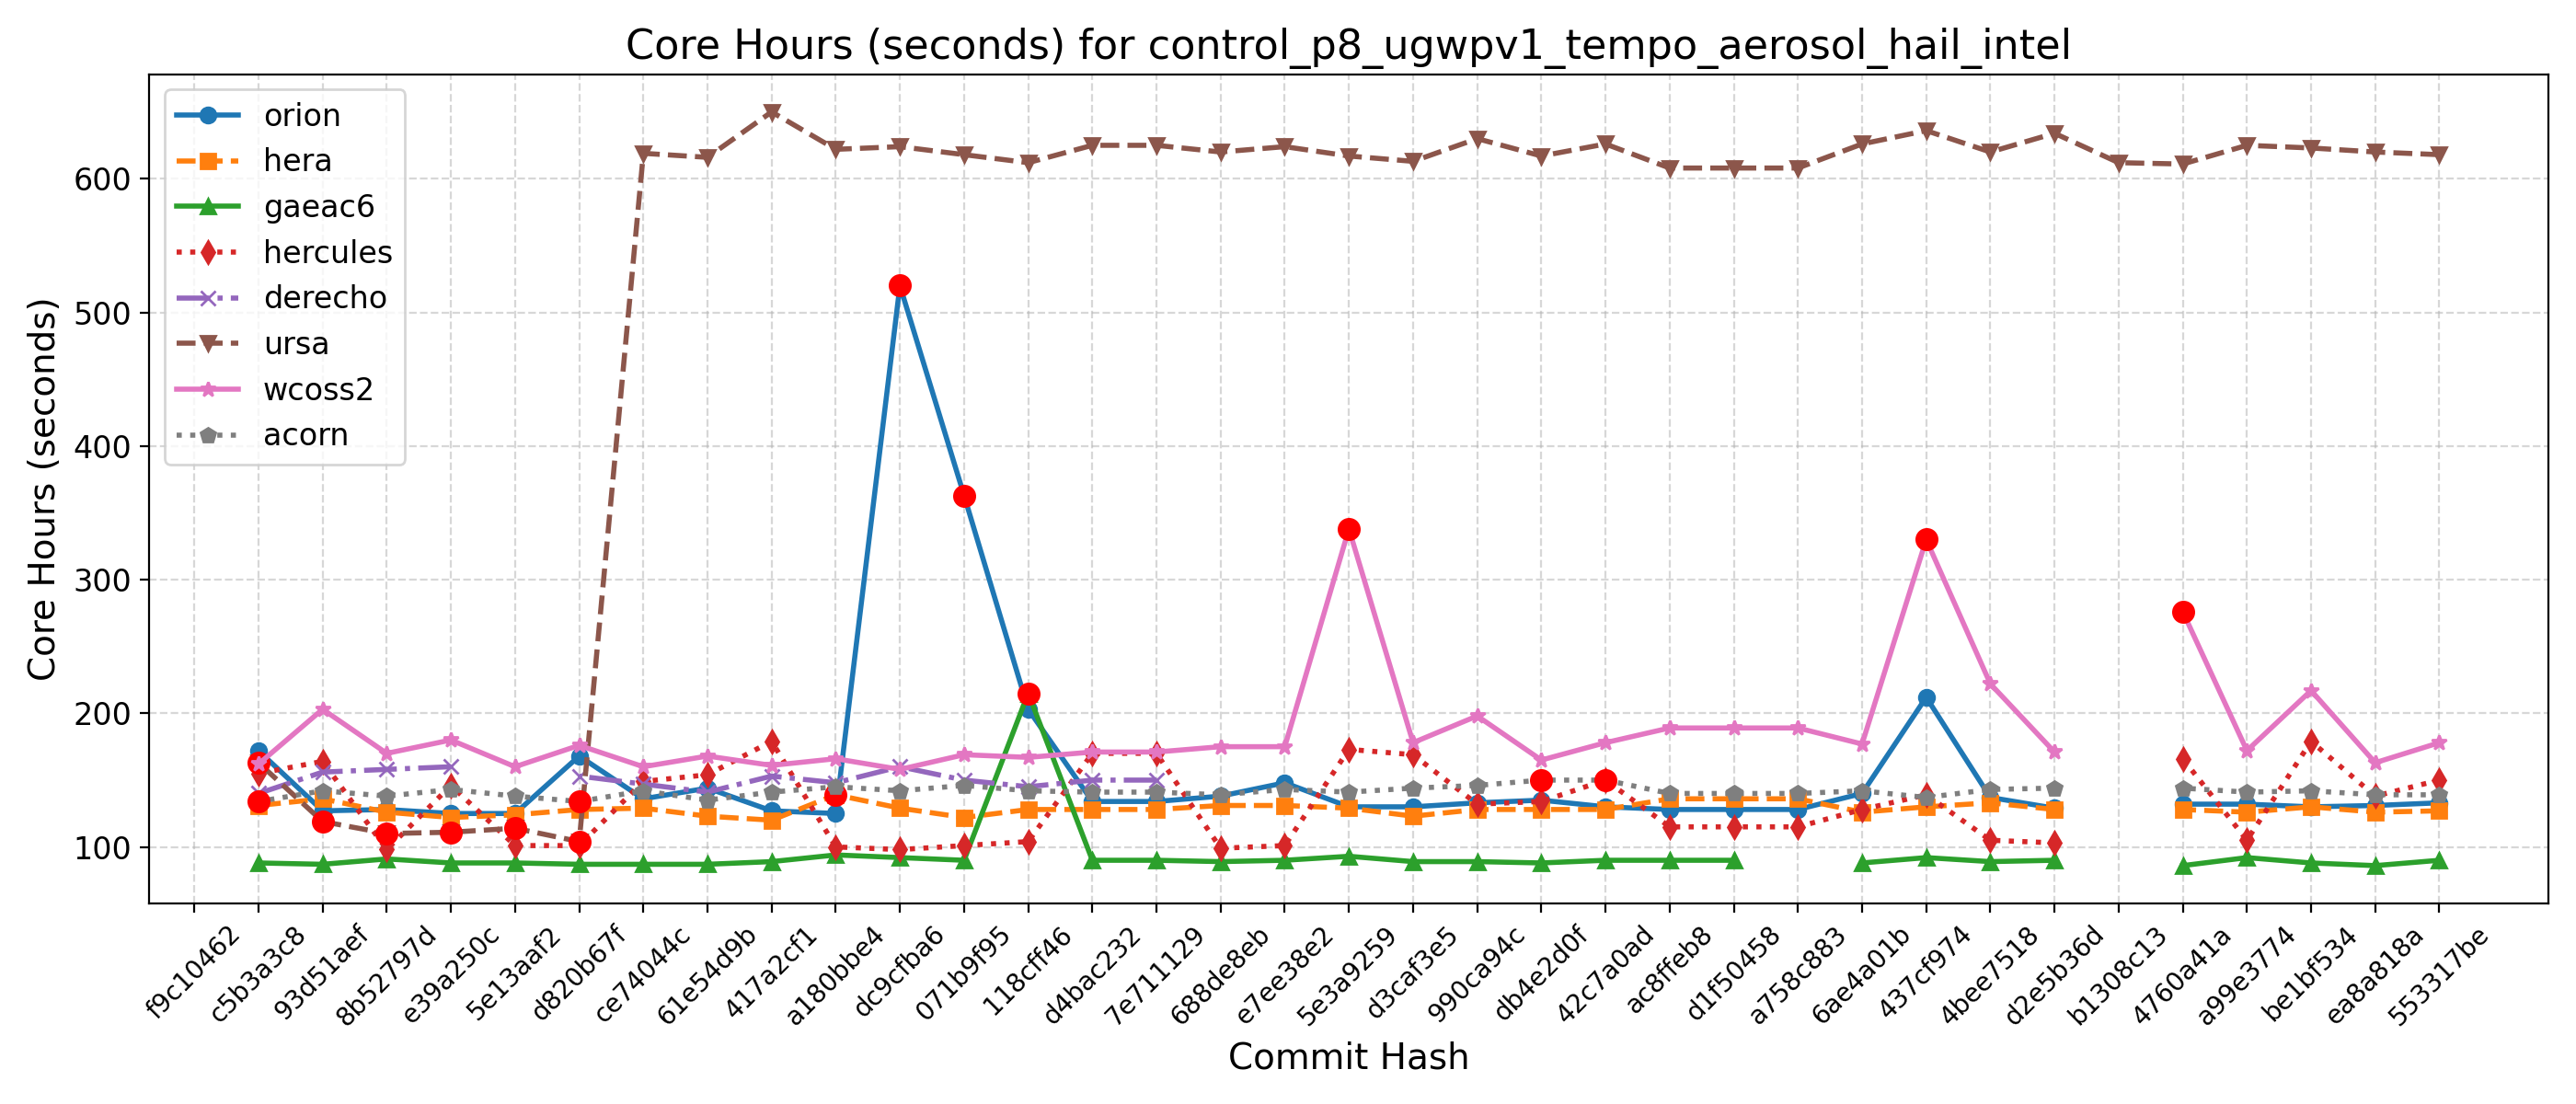 Core Hours (seconds) for control_p8_ugwpv1_tempo_aerosol_hail_intel
Core Hours (seconds)
600
500
400
300
200
100
orion
hera
gaeac6
hercules
derecho
ursa
wcoss2
acorn
f9c10462
c5b3a3c8
93d51aef
8b52797d
e39a250c
5e13aaf2
d820b67f
ce74044c
61e54d9b
417a2cf1
a180bbe4
dc9cfba6
071b9f95
118cff46
d4bac232
7e711129
688de8eb
e7ee38e2
5e3a9259
d3caf3e5
990ca94c
db4e2d0f
42c7a0ad
ac8ffeb8
d1f50458
a758c883
6ae4a01b
437cf974
4bee7518
d2e5b36d
b1308c13
4760a41a
a99e3774
be1bf534
ea8a818a
553317be
Commit Hash